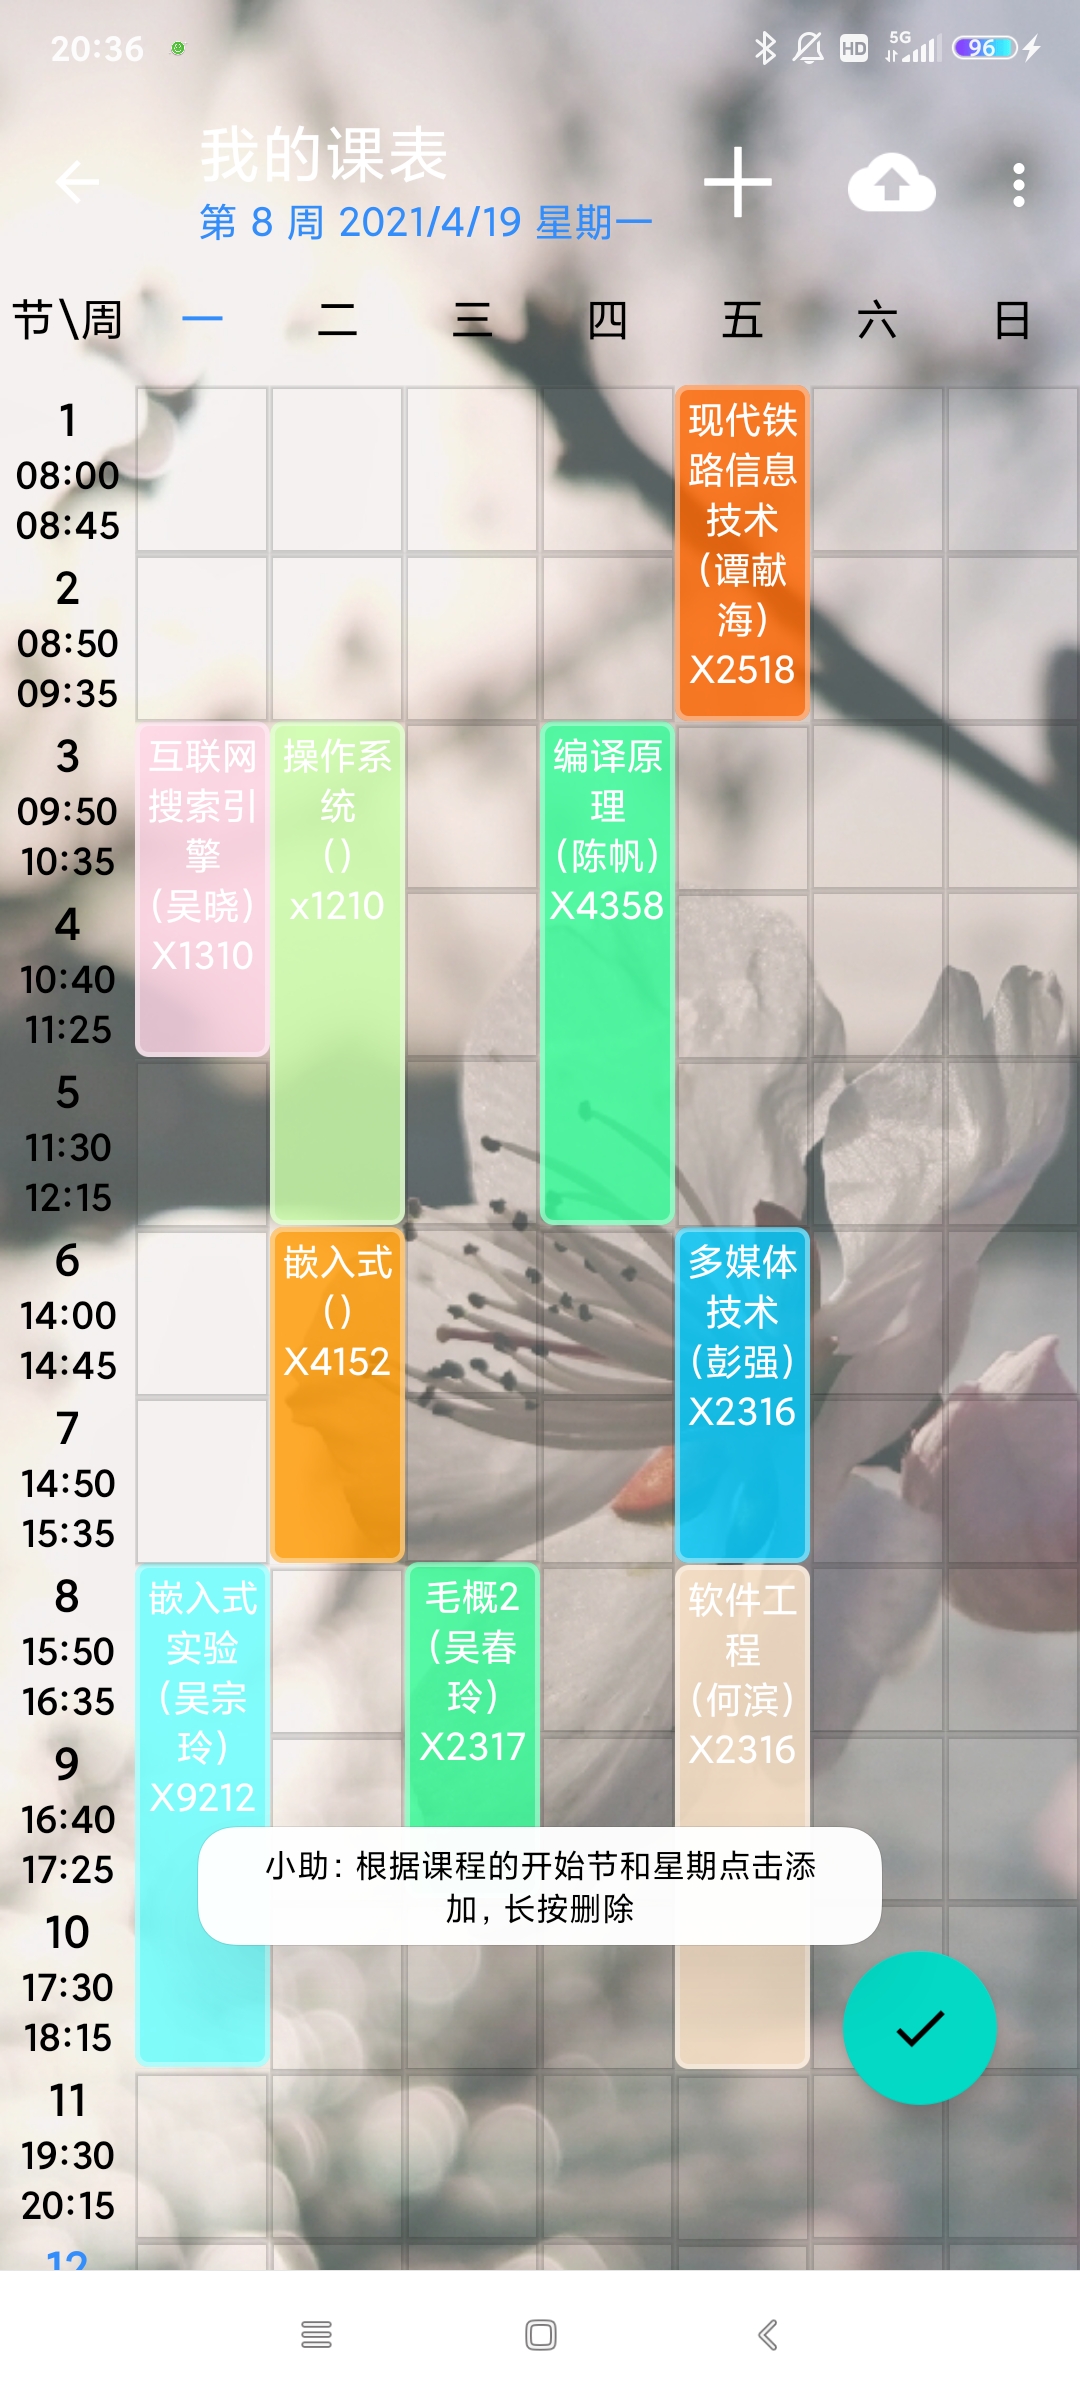 20:36
HD 5G 96
我的课表
第 8 周 2021/4/19 星期一
节\周 一 二 三 四 五 六 日
1
08:00
08:45
2
08:50
09:35
3
09:50
10:35
4
10:40
11:25
5
11:30
12:15
6
14:00
14:45
7
14:50
15:35
8
15:50
16:35
9
16:40
17:25
10
17:30
18:15
11
19:30
20:15
12
互联网
搜索引
擎
(吴晓)
X1310
嵌入式
实验
(吴宗
玲)
X9212
操作系
统
()
x1210
嵌入式
()
X4152
毛概2
(吴春
玲)
X2317
编译原
理
(陈帆)
X4358
现代铁
路信息
技术
(谭献
海)
X2518
多媒体
技术
(彭强)
X2316
软件工
程
(何滨)
X2316
小助: 根据课程的开始节和星期点击添
加, 长按删除